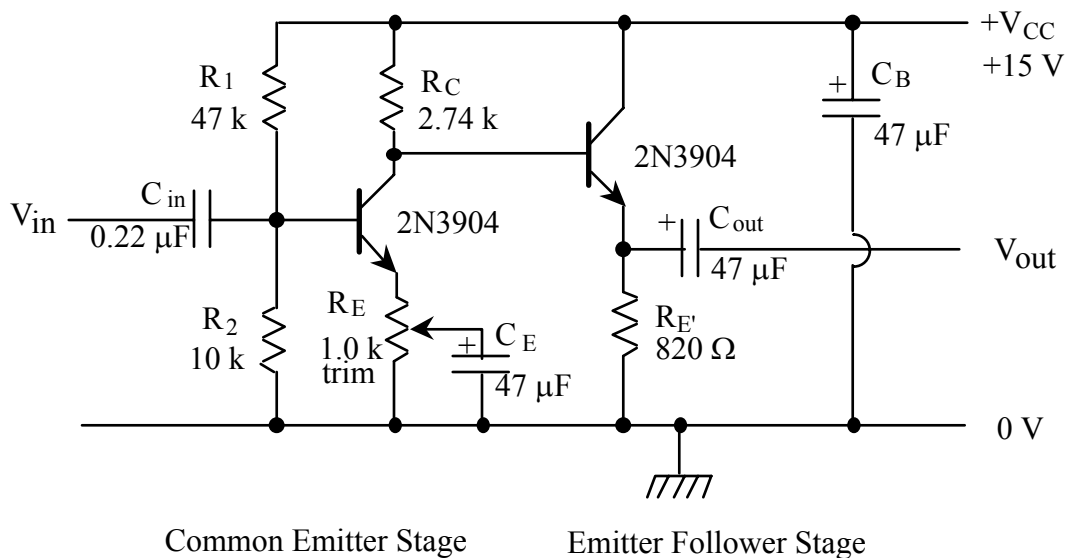 +V_CC
+15 V
R_1
47 k
R_C
2.74 k
+ C_B
47 µF
2N3904
C_in
V_in
0.22 µF
2N3904
+ C_out
47 µF
V_out
R_2
10 k
R_E
1.0 k
trim
+ C_E
47 µF
R_E'
820 Ω
0 V
Common Emitter Stage
Emitter Follower Stage